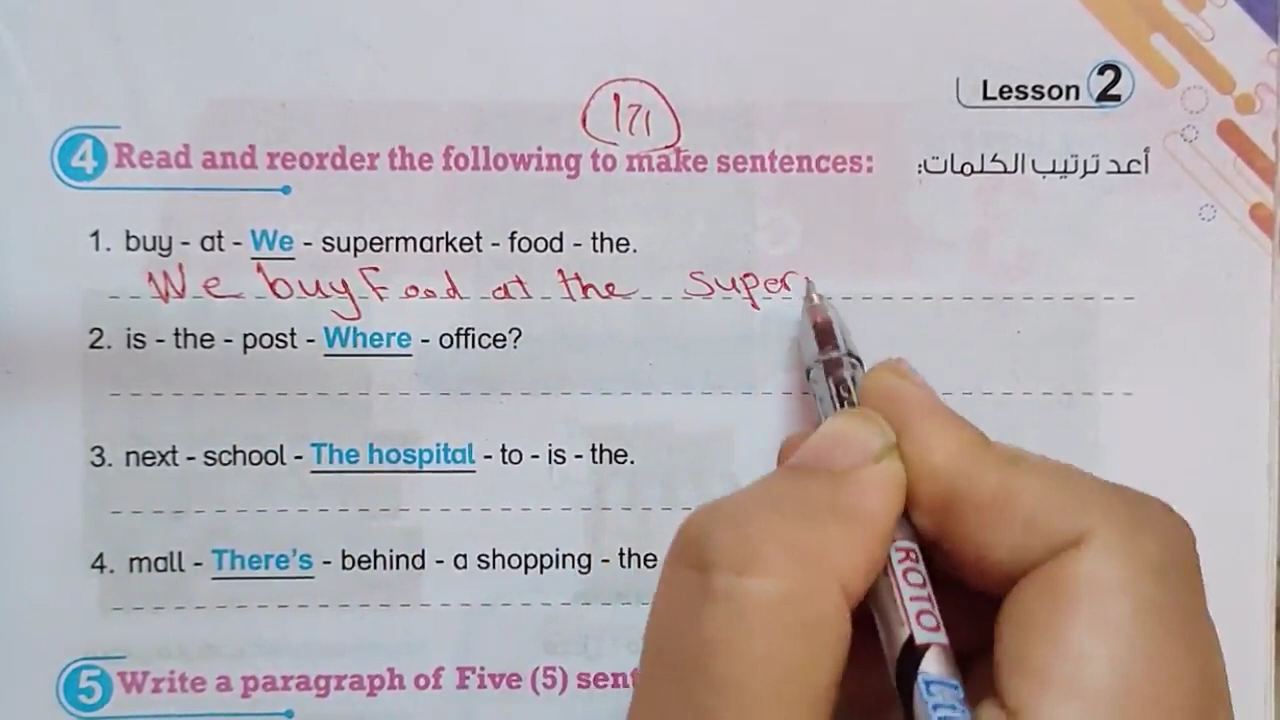 Lesson 2
171
4 Read and reorder the following to make sentences: أعد ترتيب الكلمات:
1. buy - at - We - supermarket - food - the.
We buy Food at the super
2. is - the - post - Where - office?
3. next - school - The hospital - to - is - the.
4. mall - There's - behind - a shopping - the
5 Write a paragraph of Five (5) sent
ROTO